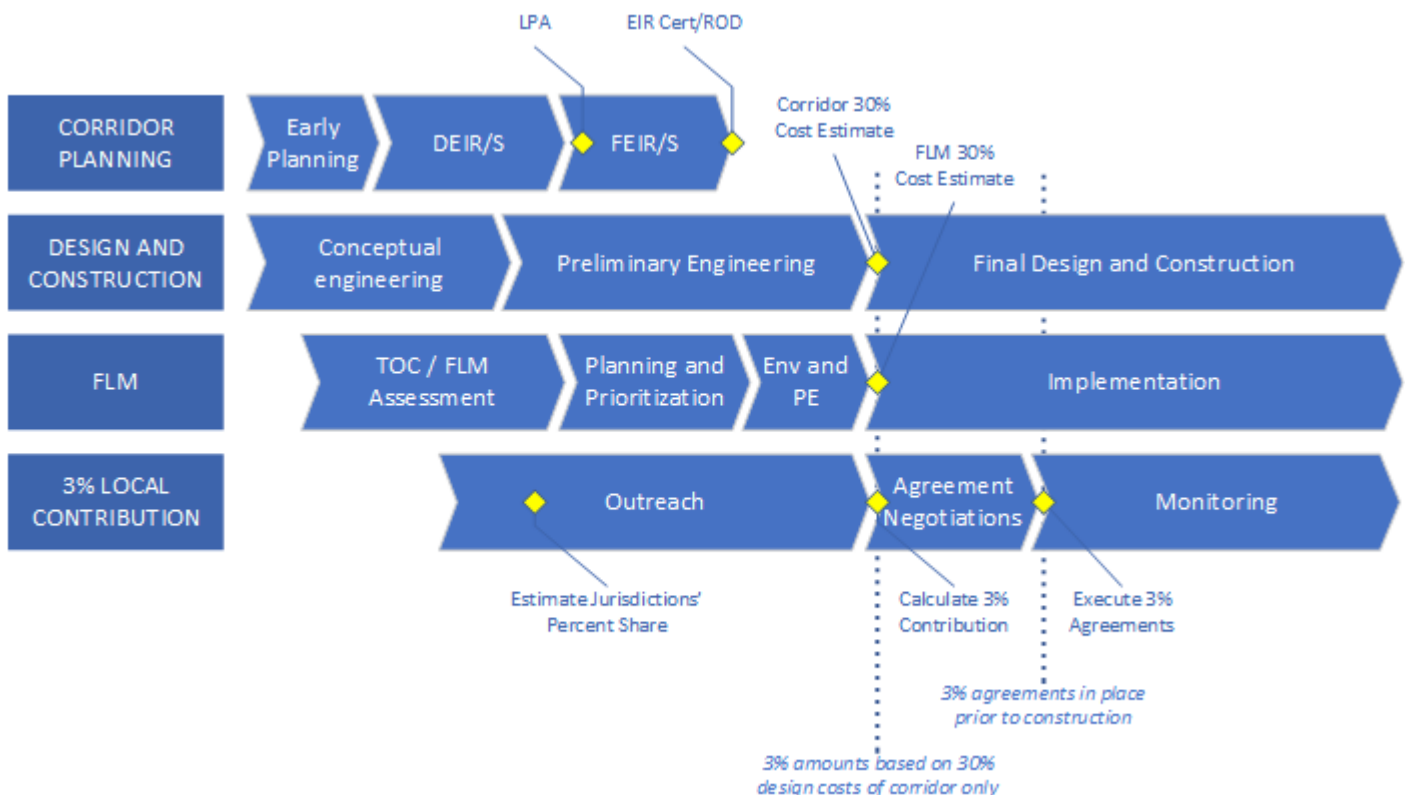 LPA
EIR Cert/ROD
CORRIDOR
PLANNING
Early
Planning
DEIR/S
FEIR/S
Corridor 30%
Cost Estimate
FLM 30%
Cost Estimate
DESIGN AND
CONSTRUCTION
Conceptual
engineering
Preliminary Engineering
Final Design and Construction
FLM
TOC / FLM
Assessment
Planning and
Prioritization
Env and
PE
Implementation
3% LOCAL
CONTRIBUTION
Outreach
Agreement
Negotiations
Monitoring
Estimate Jurisdictions'
Percent Share
Calculate 3%
Contribution
Execute 3%
Agreements
3% agreements in place
prior to construction
3% amounts based on 30%
design costs of corridor only